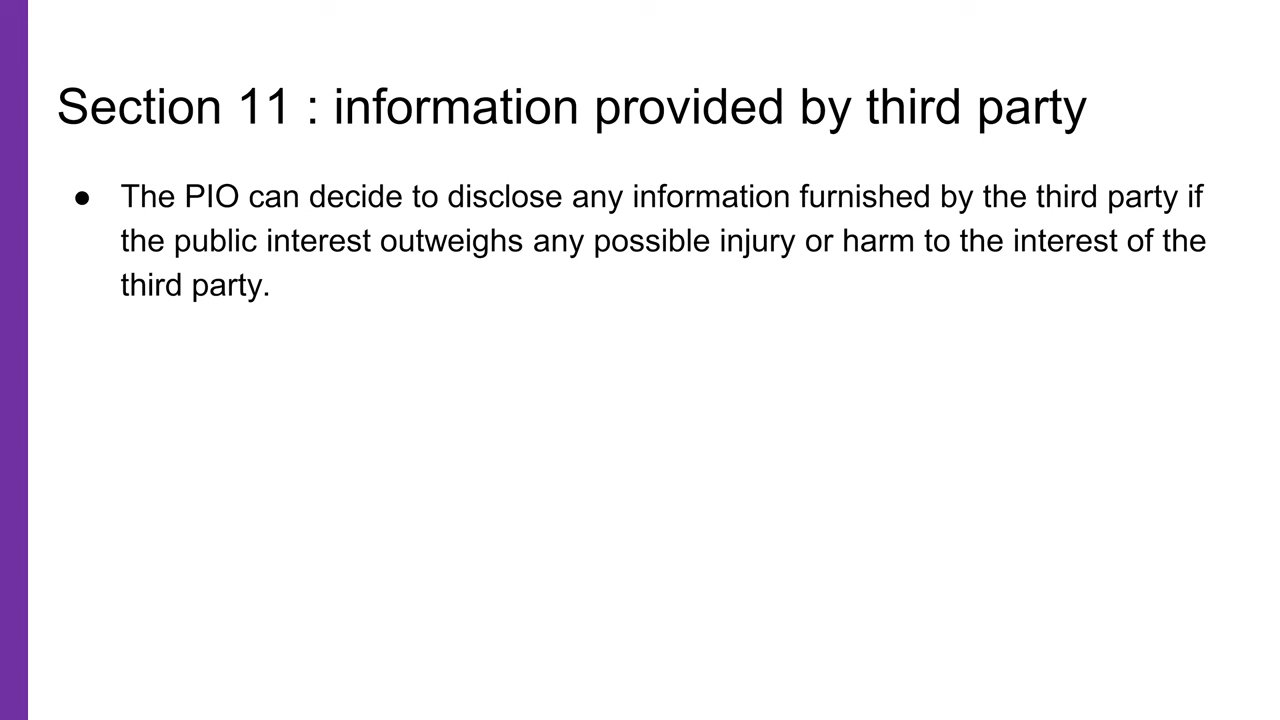 Section 11 : information provided by third party
● The PIO can decide to disclose any information furnished by the third party if
the public interest outweighs any possible injury or harm to the interest of the
third party.